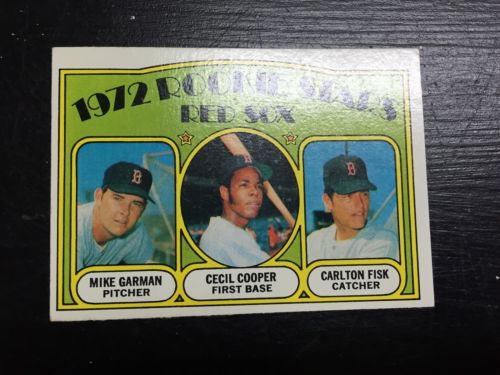 1972 ROOKIE STARS
RED SOX
B
B
B
MIKE GARMAN
PITCHER
CECIL COOPER
FIRST BASE
CARLTON FISK
CATCHER